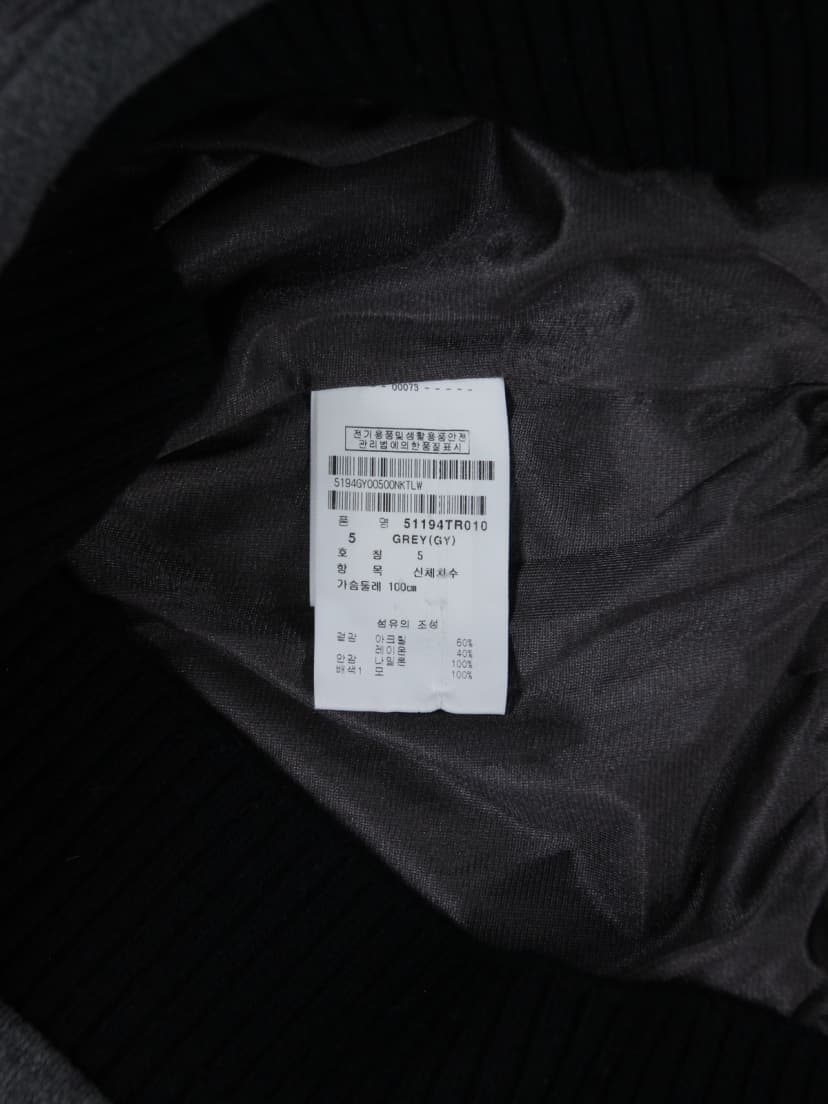 - 00073 - - - - -
전기용품및생활용품안전
관리법에의한품질표시
5194GY00500NKTLW
품 명 51194TR010
5 GREY(GY)
호 칭 5
항 목 신체치수
가슴둘레 100cm
섬유의 조성
겉감 아크릴 60%
레이온 40%
안감 나일론 100%
배색1 모 100%